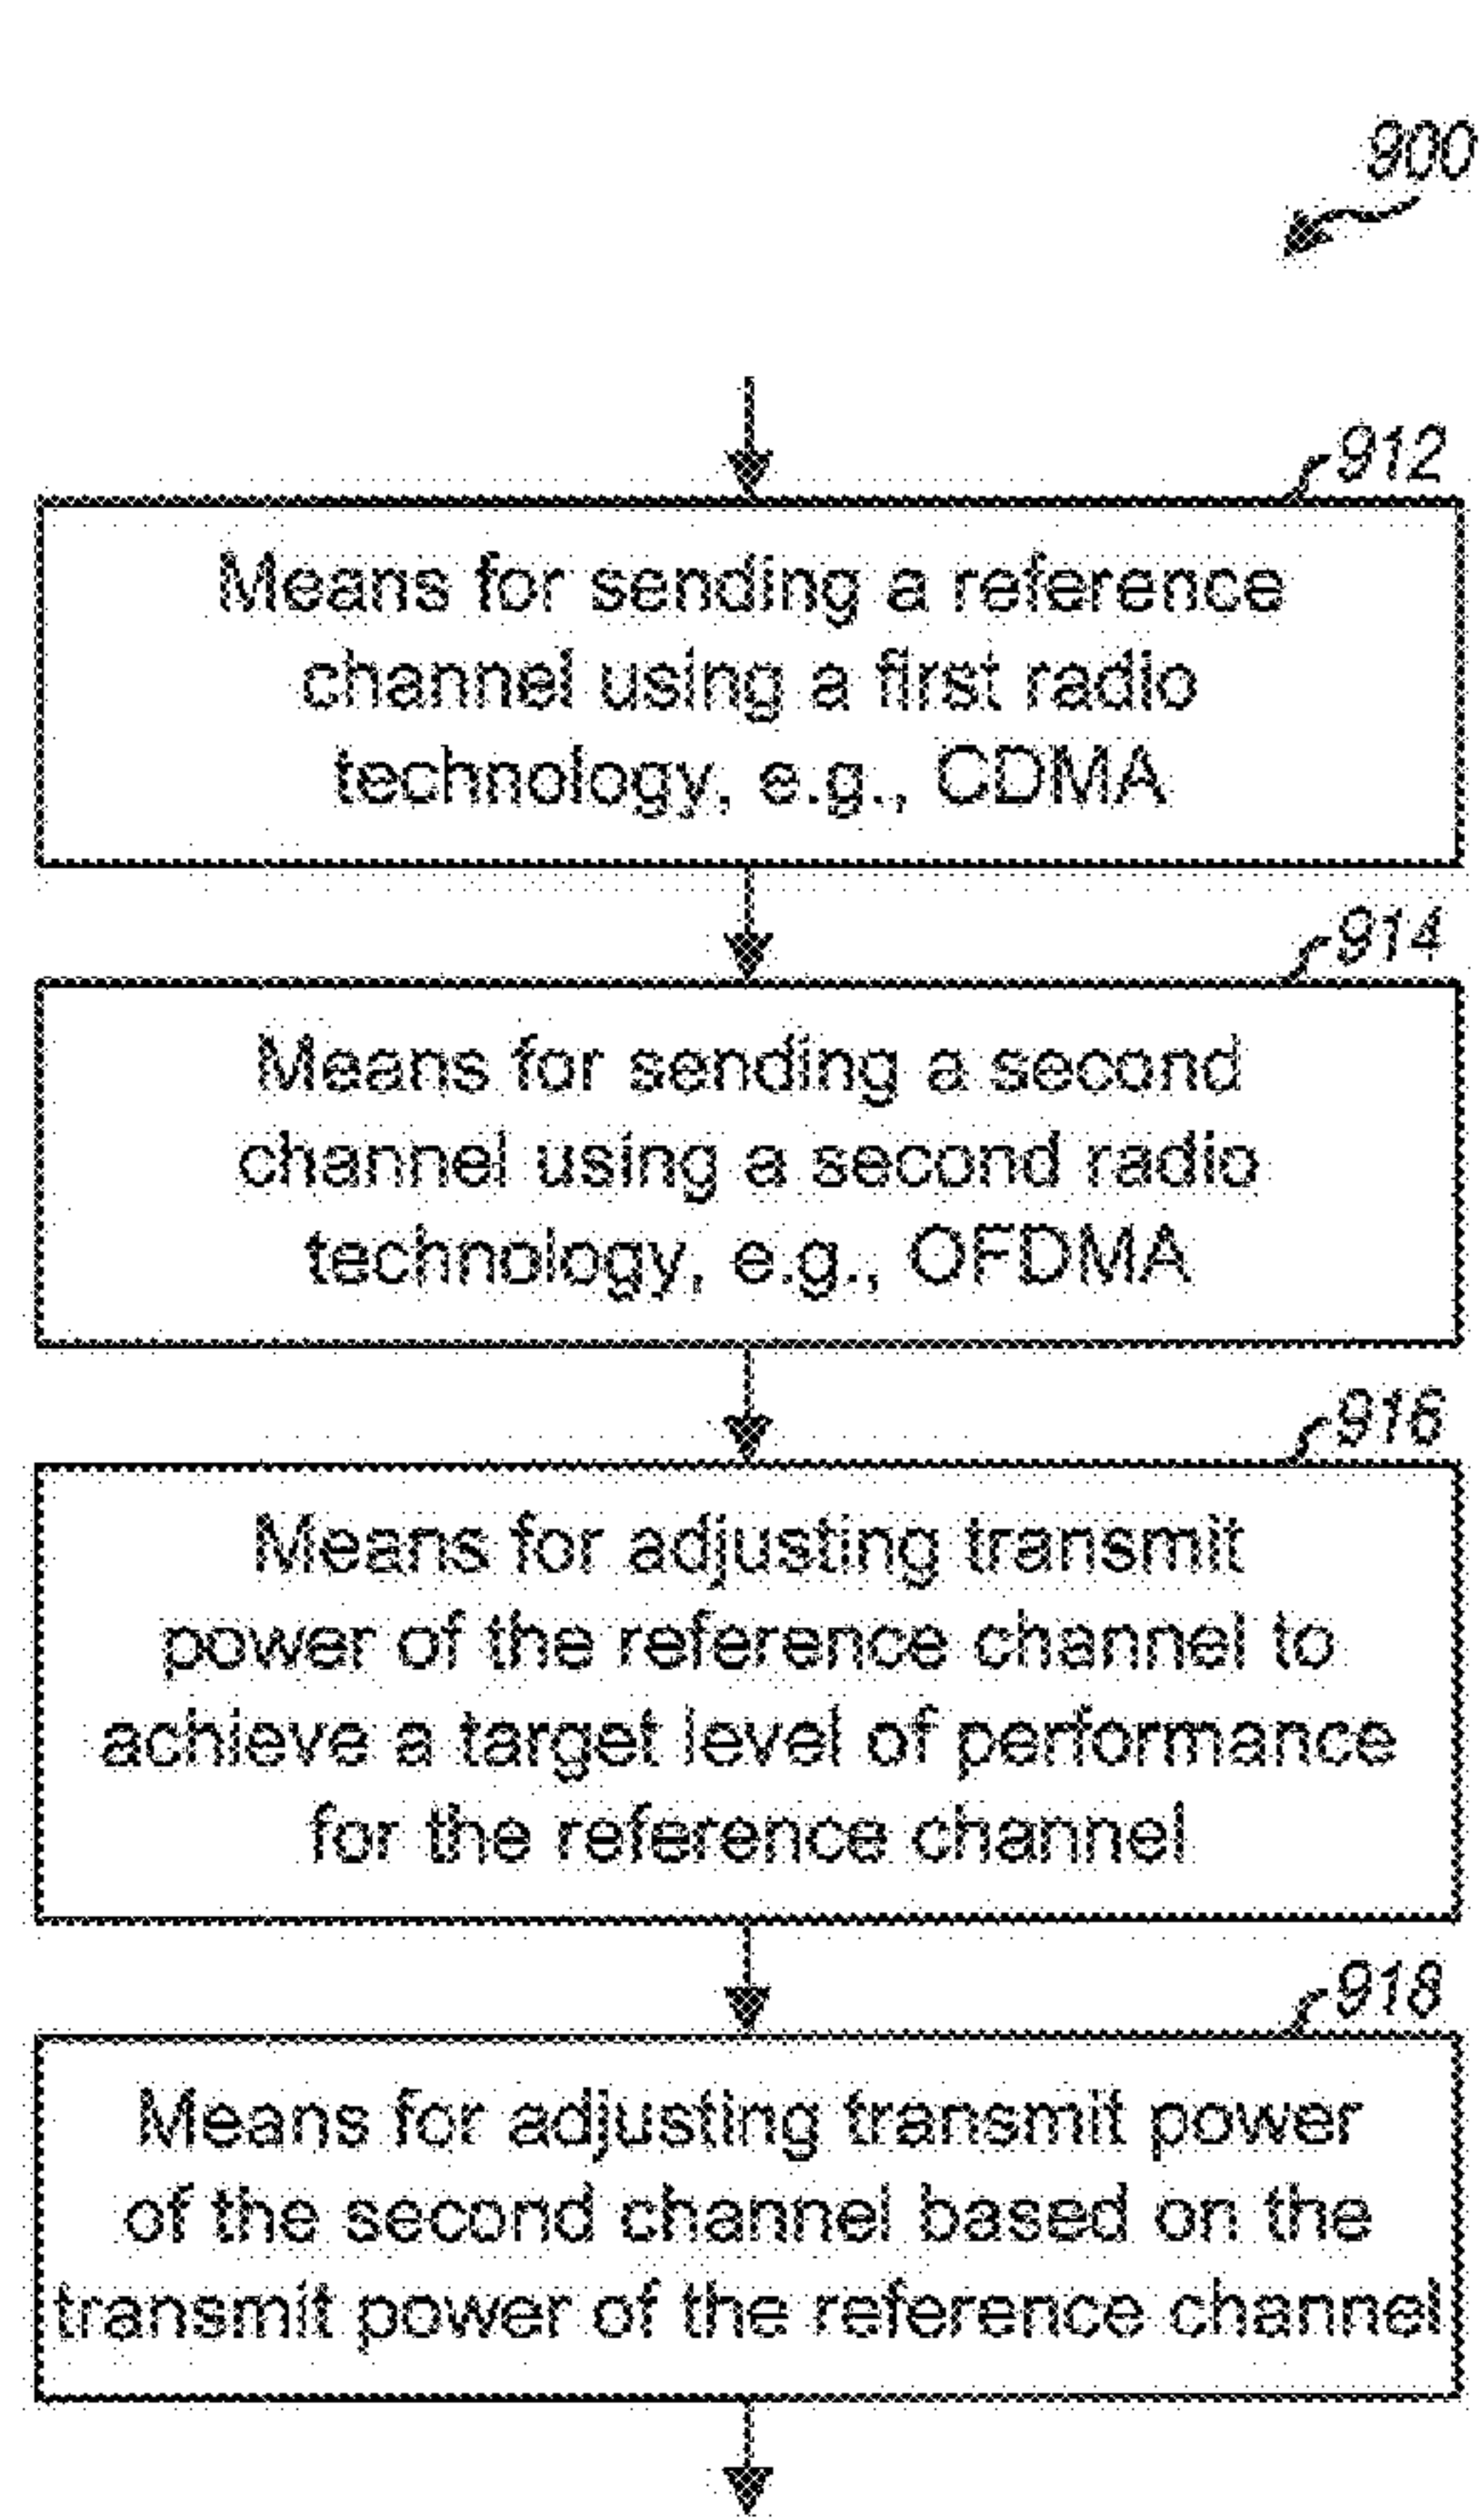 900
912
Means for sending a reference
channel using a first radio
technology, e.g., CDMA
914
Means for sending a second
channel using a second radio
technology, e.g., OFDMA
916
Means for adjusting transmit
power of the reference channel to
achieve a target level of performance
for the reference channel
918
Means for adjusting transmit power
of the second channel based on the
transmit power of the reference channel